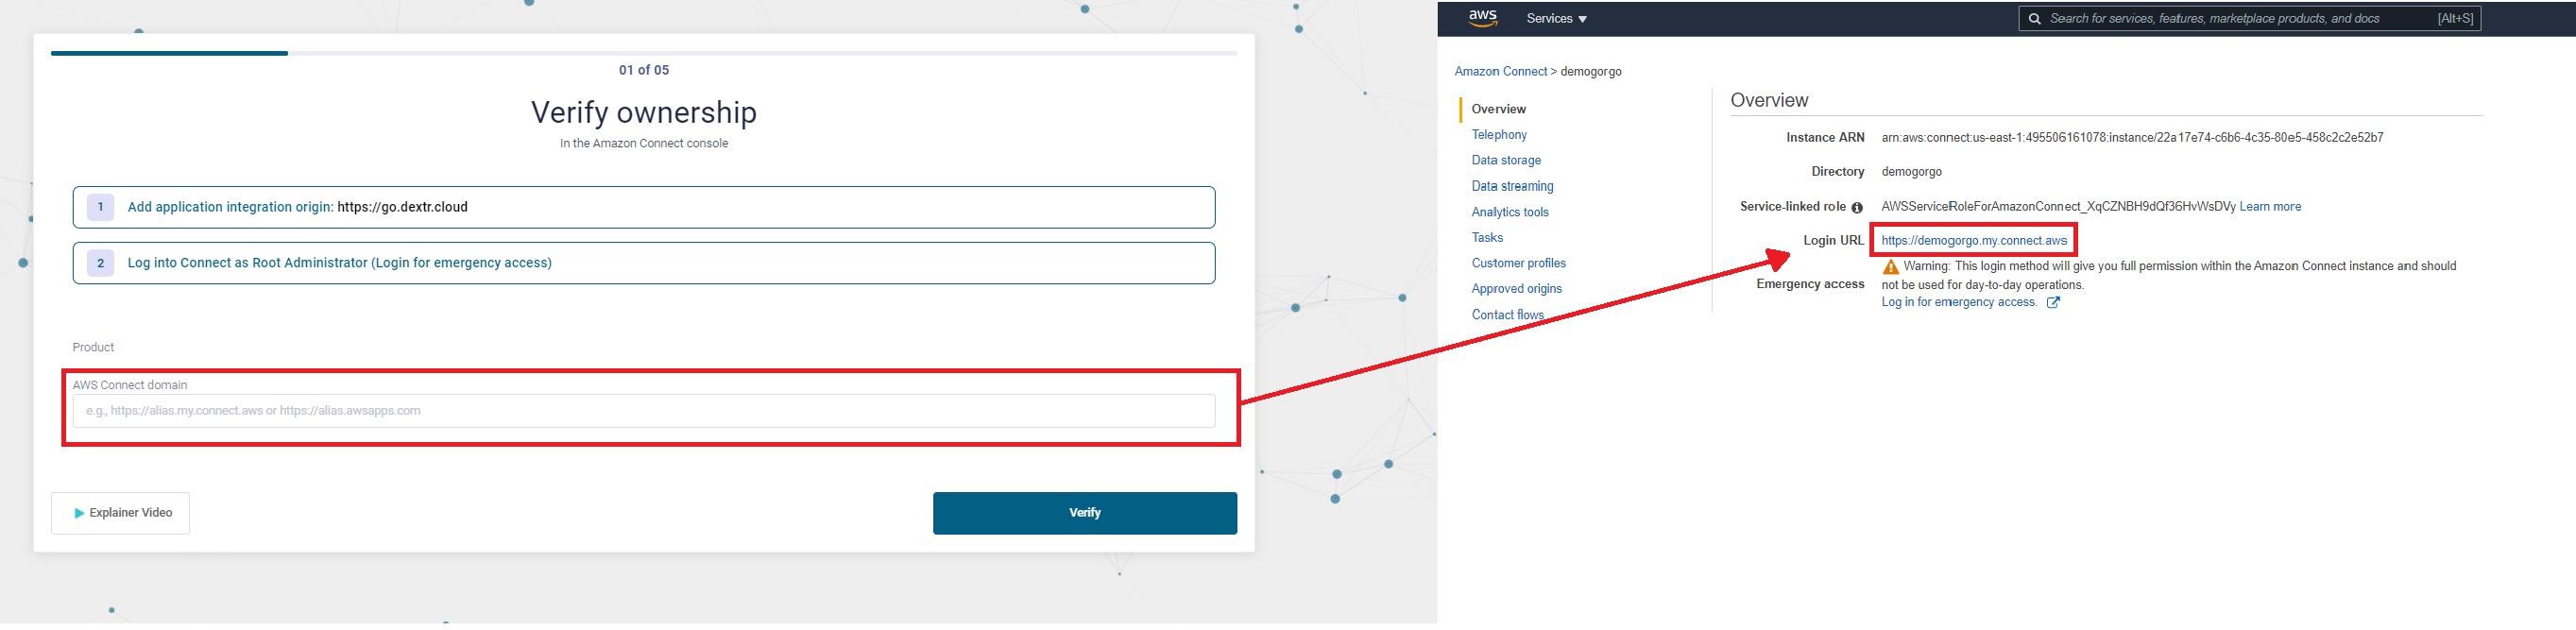 01 of 05
Verify ownership
In the Amazon Connect console
1 Add application integration origin: https://go.dextr.cloud
2 Log into Connect as Root Administrator (Login for emergency access)
Product
AWS Connect domain
e.g., https://alias.my.connect.aws or https://alias.awsapps.com
Explainer Video
Verify
aws Services
Search for services, features, marketplace products, and docs [Alt+S]
Amazon Connect > demogorgo
Overview
Telephony
Data storage
Data streaming
Analytics tools
Tasks
Customer profiles
Approved origins
Contact flows
Overview
Instance ARN arn:aws:connect:us-east-1:495506161078:instance/22a17e74-c6b6-4c35-80e5-458c2c2e52b7
Directory demogorgo
Service-linked role AWSServiceRoleForAmazonConnect_XqCZNBH9dQf36HvWsDVy Learn more
Login URL https://demogorgo.my.connect.aws
Emergency access Warning: This login method will give you full permission within the Amazon Connect instance and should
not be used for day-to-day operations.
Log in for emergency access.